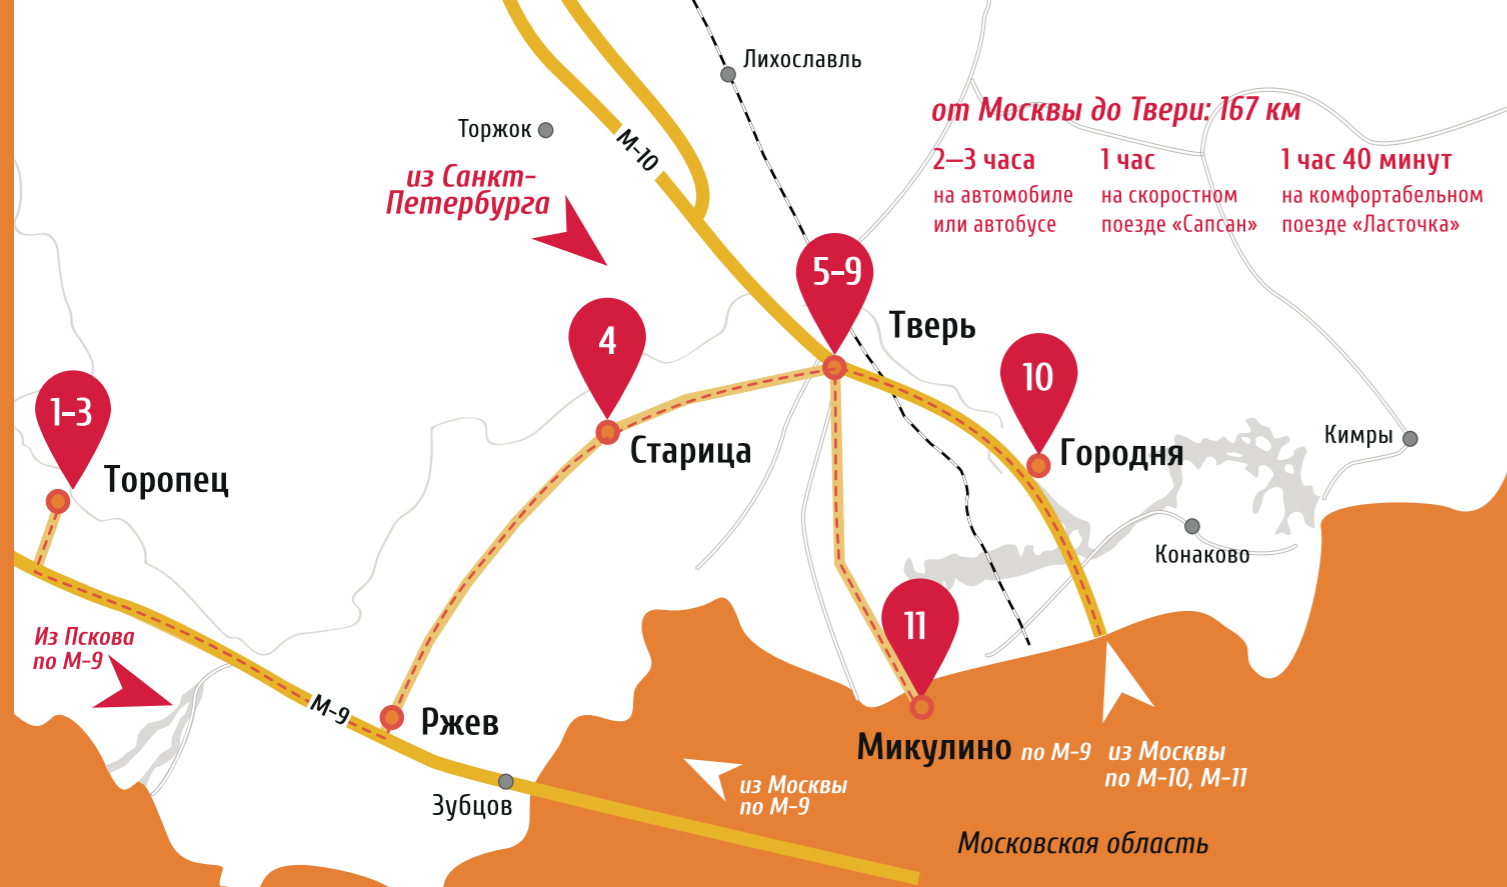 Лихославль
Торжок
М-10
из Санкт-
Петербурга
от Москвы до Твери: 167 км
2–3 часа
на автомобиле
или автобусе
1 час
на скоростном
поезде «Сапсан»
1 час 40 минут
на комфортабельном
поезде «Ласточка»
5-9
Тверь
4
Старица
10
Городня
Кимры
1-3
Торопец
Конаково
Из Пскова
по М-9
М-9
Ржев
Зубцов
11
Микулино по М-9
из Москвы
по М-10, М-11
из Москвы
по М-9
Московская область